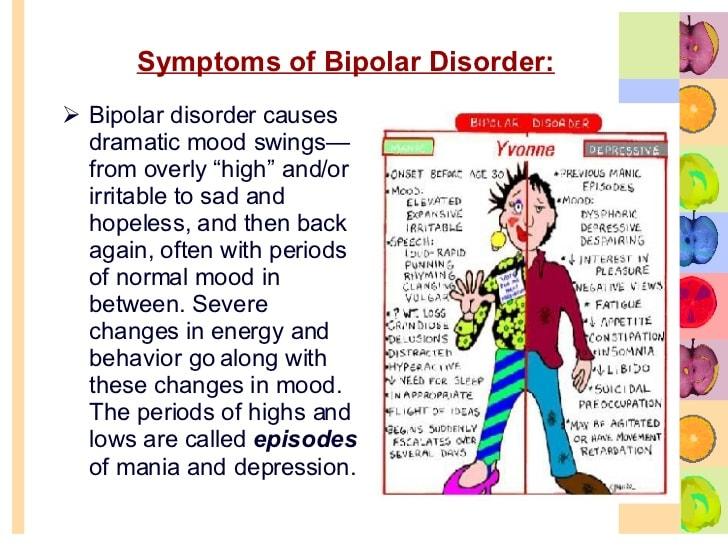 Symptoms of Bipolar Disorder:
➢ Bipolar disorder causes
dramatic mood swings—
from overly “high” and/or
irritable to sad and
hopeless, and then back
again, often with periods
of normal mood in
between. Severe
changes in energy and
behavior go along with
these changes in mood.
The periods of highs and
lows are called episodes
of mania and depression.
BIPOLAR DISORDER
MANIC
Yvonne
DEPRESSIVE
•ONSET BEFORE AGE 30
•MOOD:
ELEVATED
EXPANSIVE
IRRITABLE
•SPEECH:
LOUD-RAPID
PUNNING
RHYMING
CLANGING
VULGAR
•? WT. LOSS
•GRANDIOSE
•DELUSIONS
•DISTRACTED
•HYPERACTIVE
•↓ NEED FOR SLEEP
•INAPPROPRIATE
•FLIGHT OF IDEAS
•BEGINS SUDDENLY
ESCALATES OVER
SEVERAL DAYS
•PREVIOUS MANIC
EPISODES
•MOOD:
DYSPHORIC
DEPRESSIVE
DESPAIRING
•↓ INTEREST IN
PLEASURE
NEGATIVE VIEWS
•FATIGUE
•↓ APPETITE
CONSTIPATION
•INSOMNIA
•↓ LIBIDO
•SUICIDAL
PREOCCUPATION
•MAY BE AGITATED
OR HAVE MOVEMENT
RETARDATION